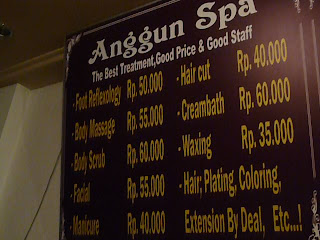 Anggun Spa
The Best Treatment,Good Price & Good Staff
- Foot Reflexology Rp. 50.000
- Body Massage Rp. 55.000
- Body Scrub Rp. 60,000
- Facial Rp. 55.000
- Manicure Rp. 40.000
- Hair cut Rp. 40.000
- Creambath Rp. 60.000
- Waxing Rp. 35.000
- Hair; Plating, Coloring,
Extension By Deal, Etc...!